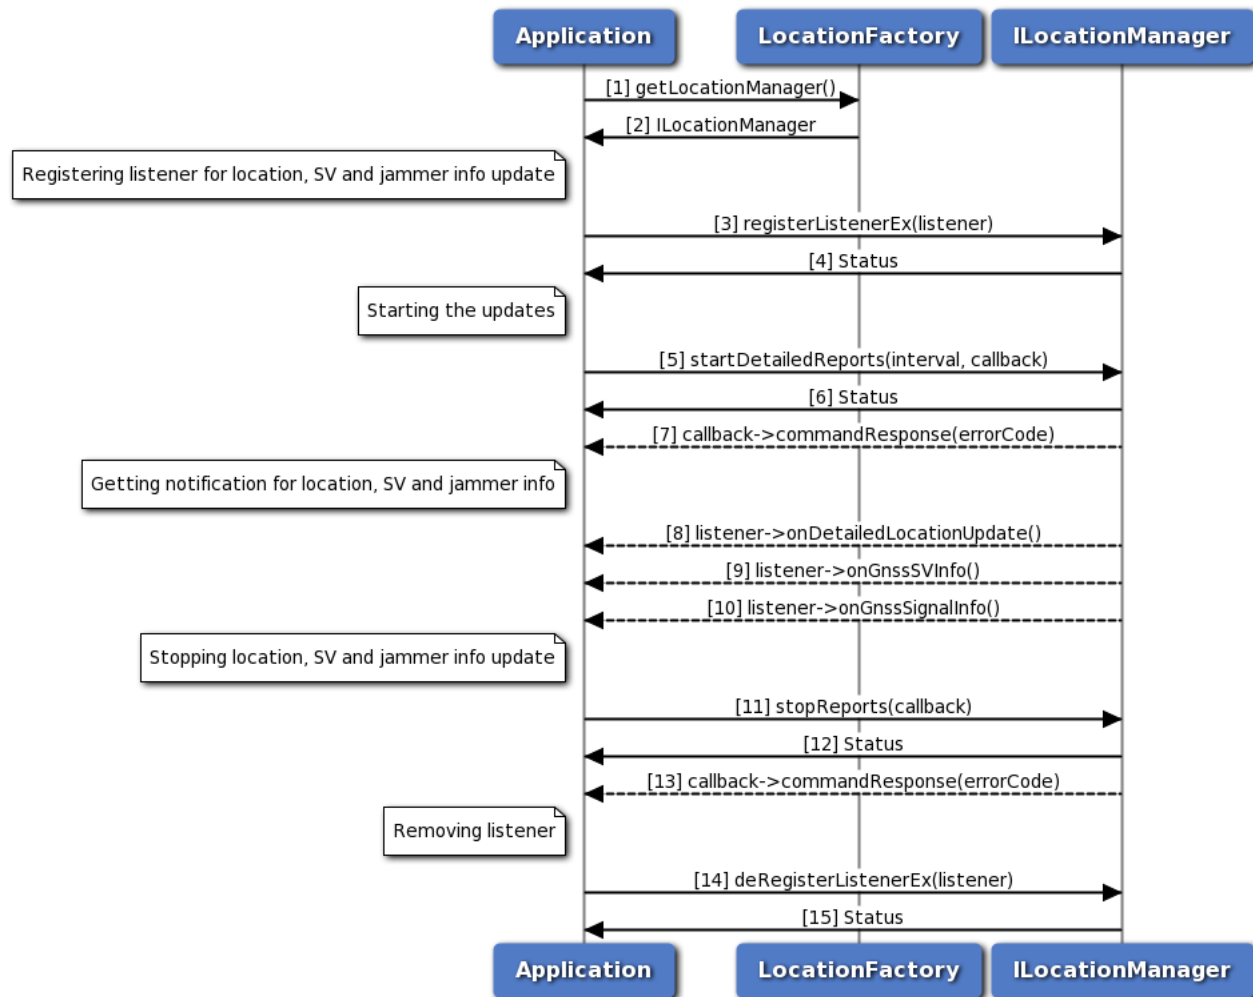 Application
LocationFactory
ILocationManager
[1] getLocationManager()
[2] ILocationManager
Registering listener for location, SV and jammer info update
[3] registerListenerEx(listener)
[4] Status
Starting the updates
[5] startDetailedReports(interval, callback)
[6] Status
[7] callback->commandResponse(errorCode)
Getting notification for location, SV and jammer info
[8] listener->onDetailedLocationUpdate()
[9] listener->onGnssSVInfo()
[10] listener->onGnssSignalInfo()
Stopping location, SV and jammer info update
[11] stopReports(callback)
[12] Status
[13] callback->commandResponse(errorCode)
Removing listener
[14] deRegisterListenerEx(listener)
[15] Status
Application
LocationFactory
ILocationManager